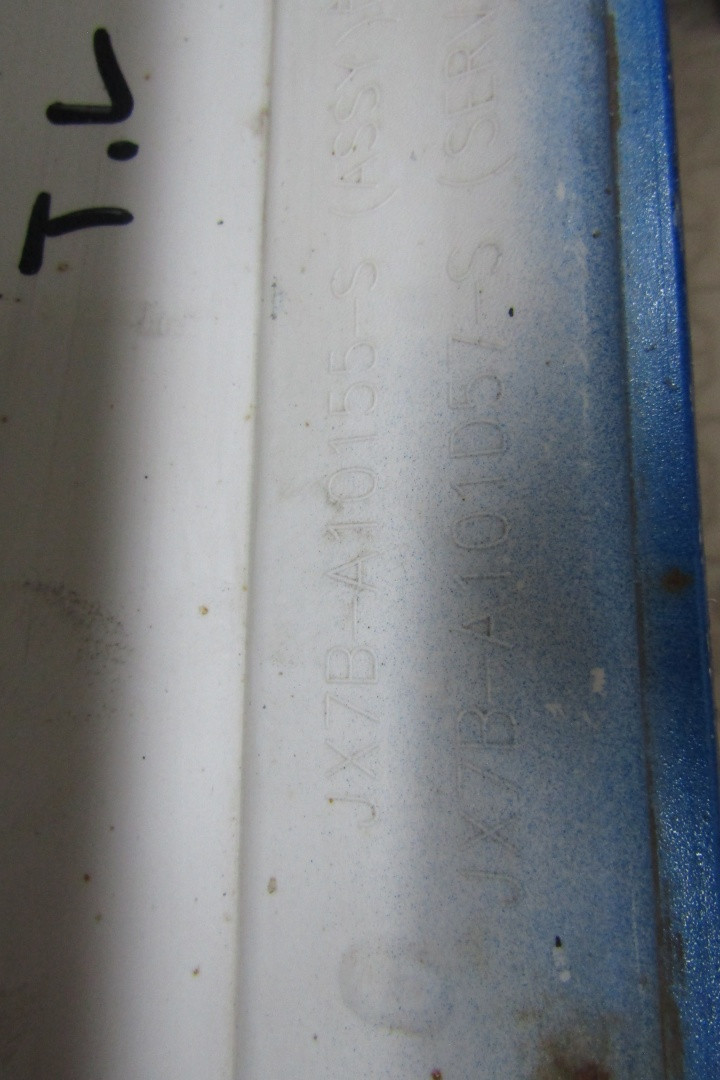 T.V
JX7B-A10155-S (ASSY)
JX7B-A101D57-S (SERV